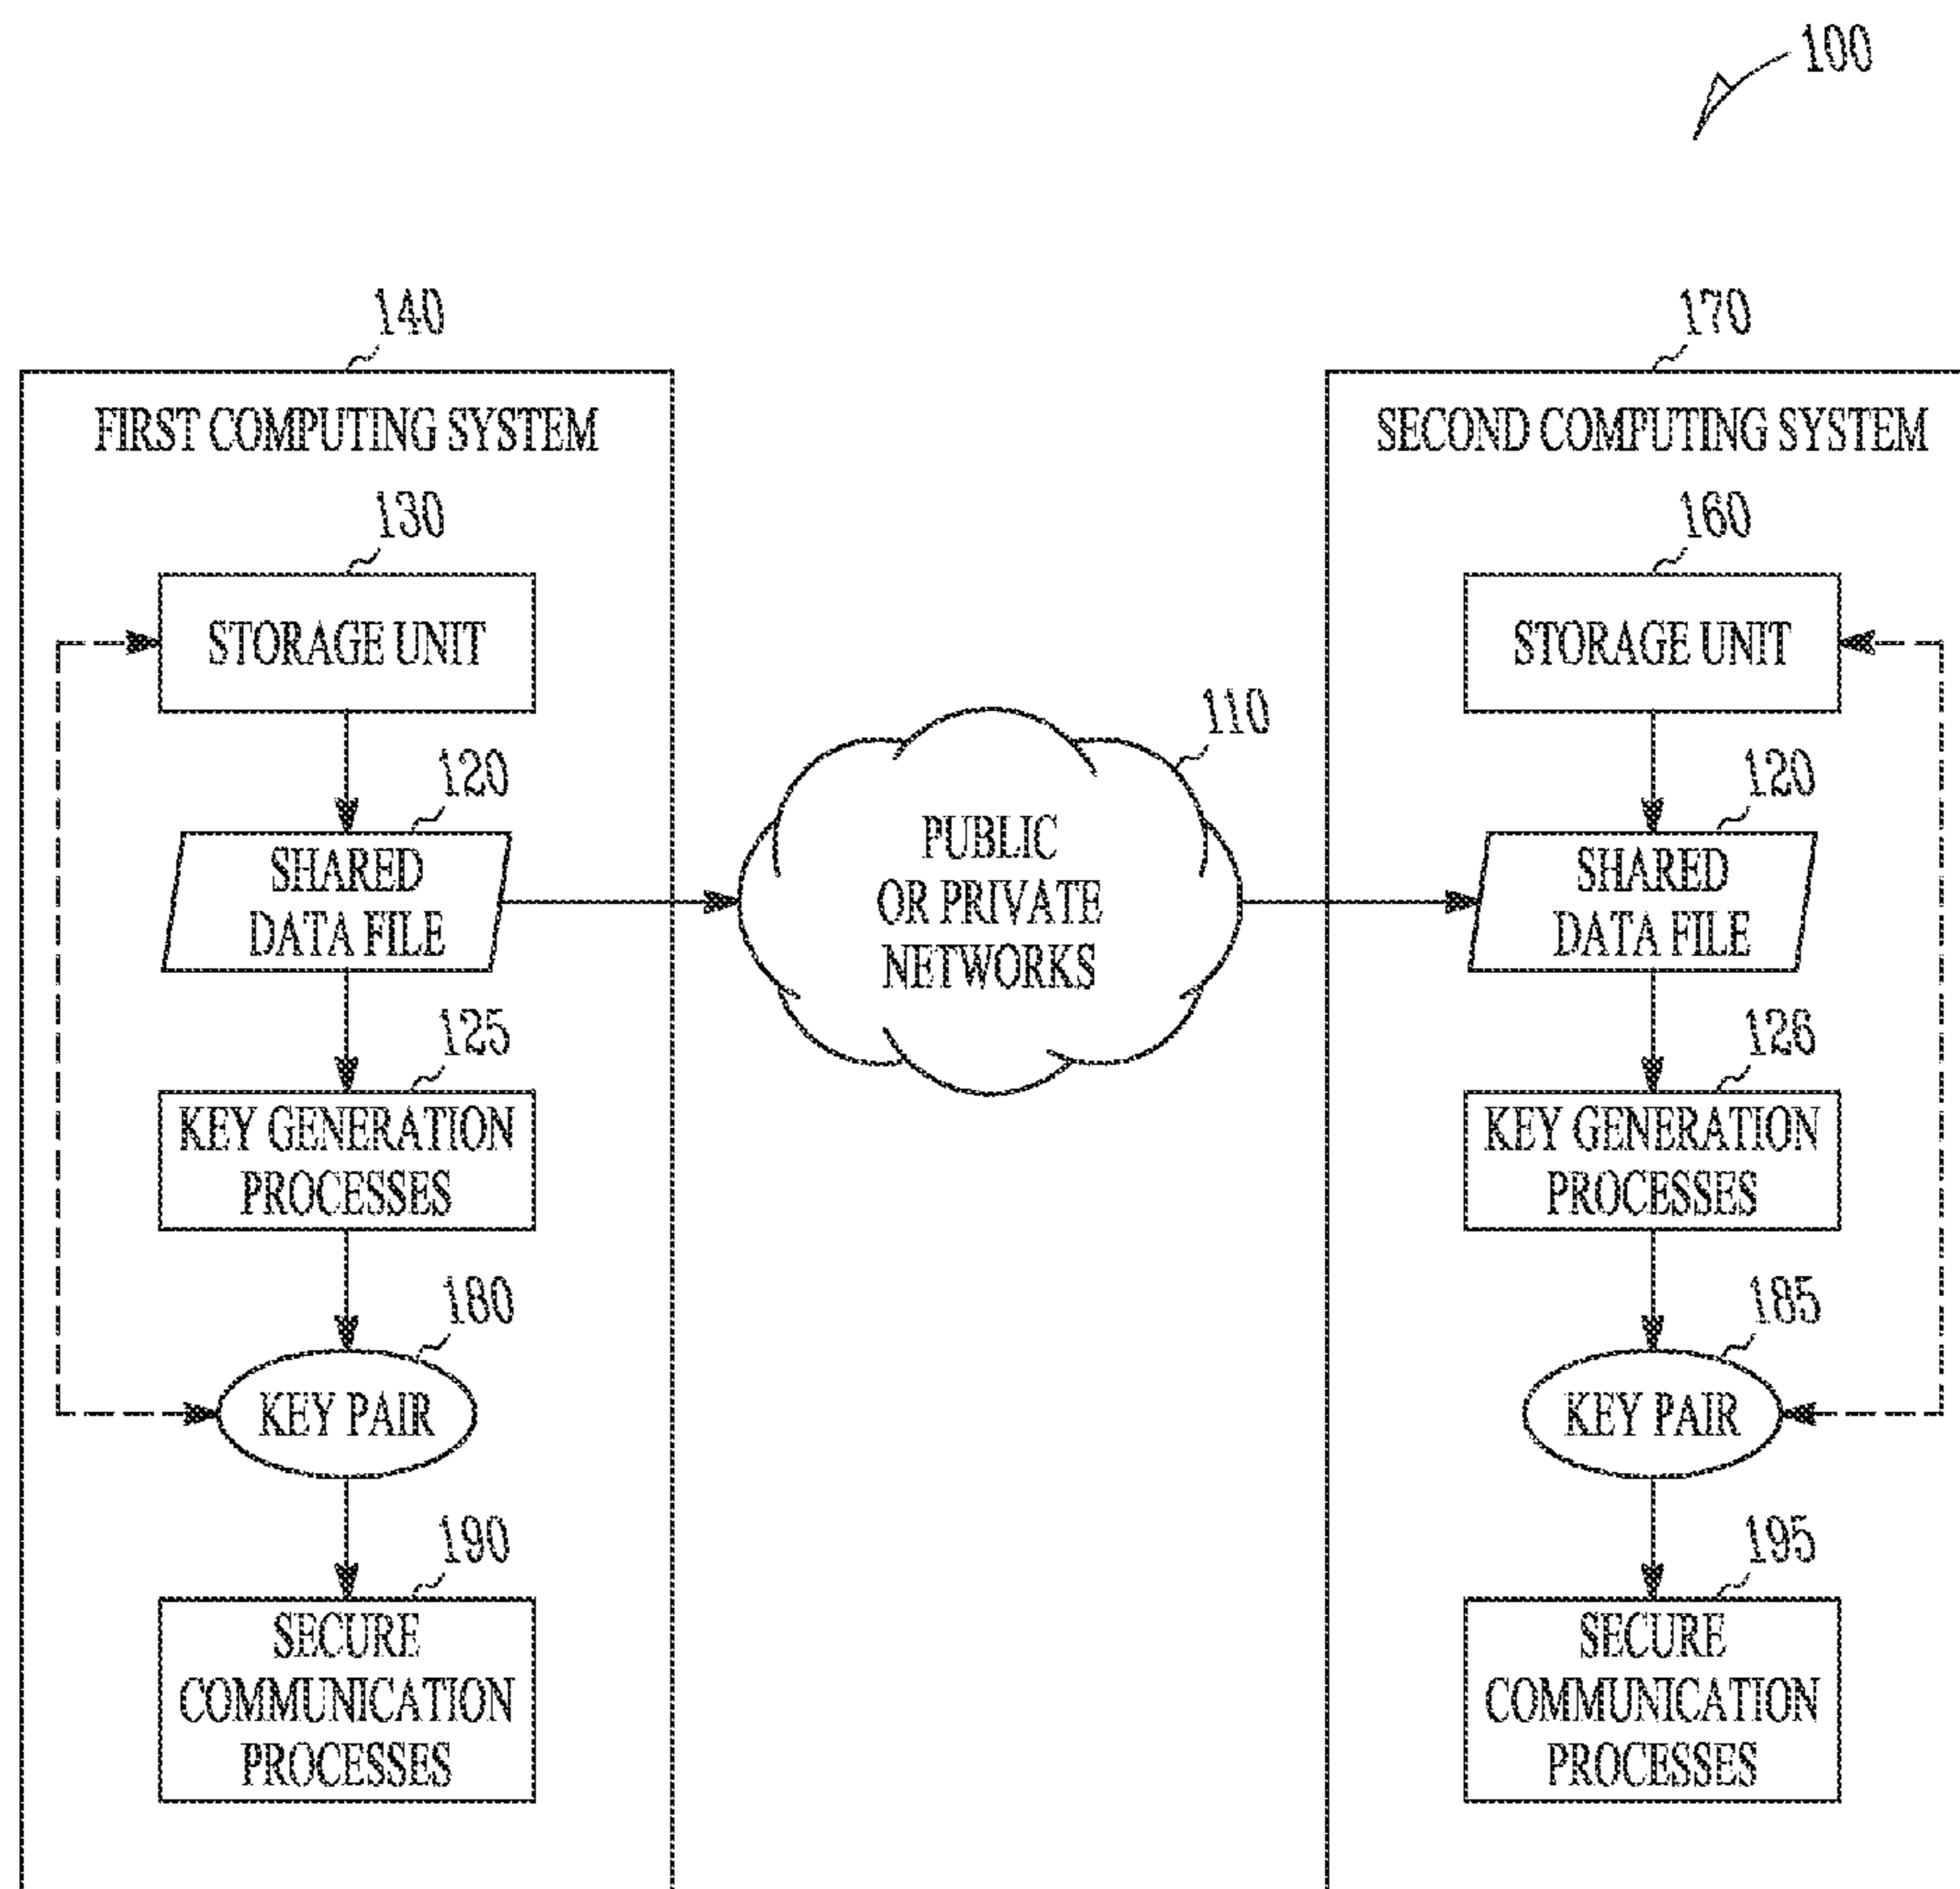 100
140
FIRST COMPUTING SYSTEM
130
STORAGE UNIT
120
SHARED
DATA FILE
125
KEY GENERATION
PROCESSES
180
KEY PAIR
190
SECURE
COMMUNICATION
PROCESSES
110
PUBLIC
OR PRIVATE
NETWORKS
170
SECOND COMPUTING SYSTEM
160
STORAGE UNIT
120
SHARED
DATA FILE
126
KEY GENERATION
PROCESSES
185
KEY PAIR
195
SECURE
COMMUNICATION
PROCESSES